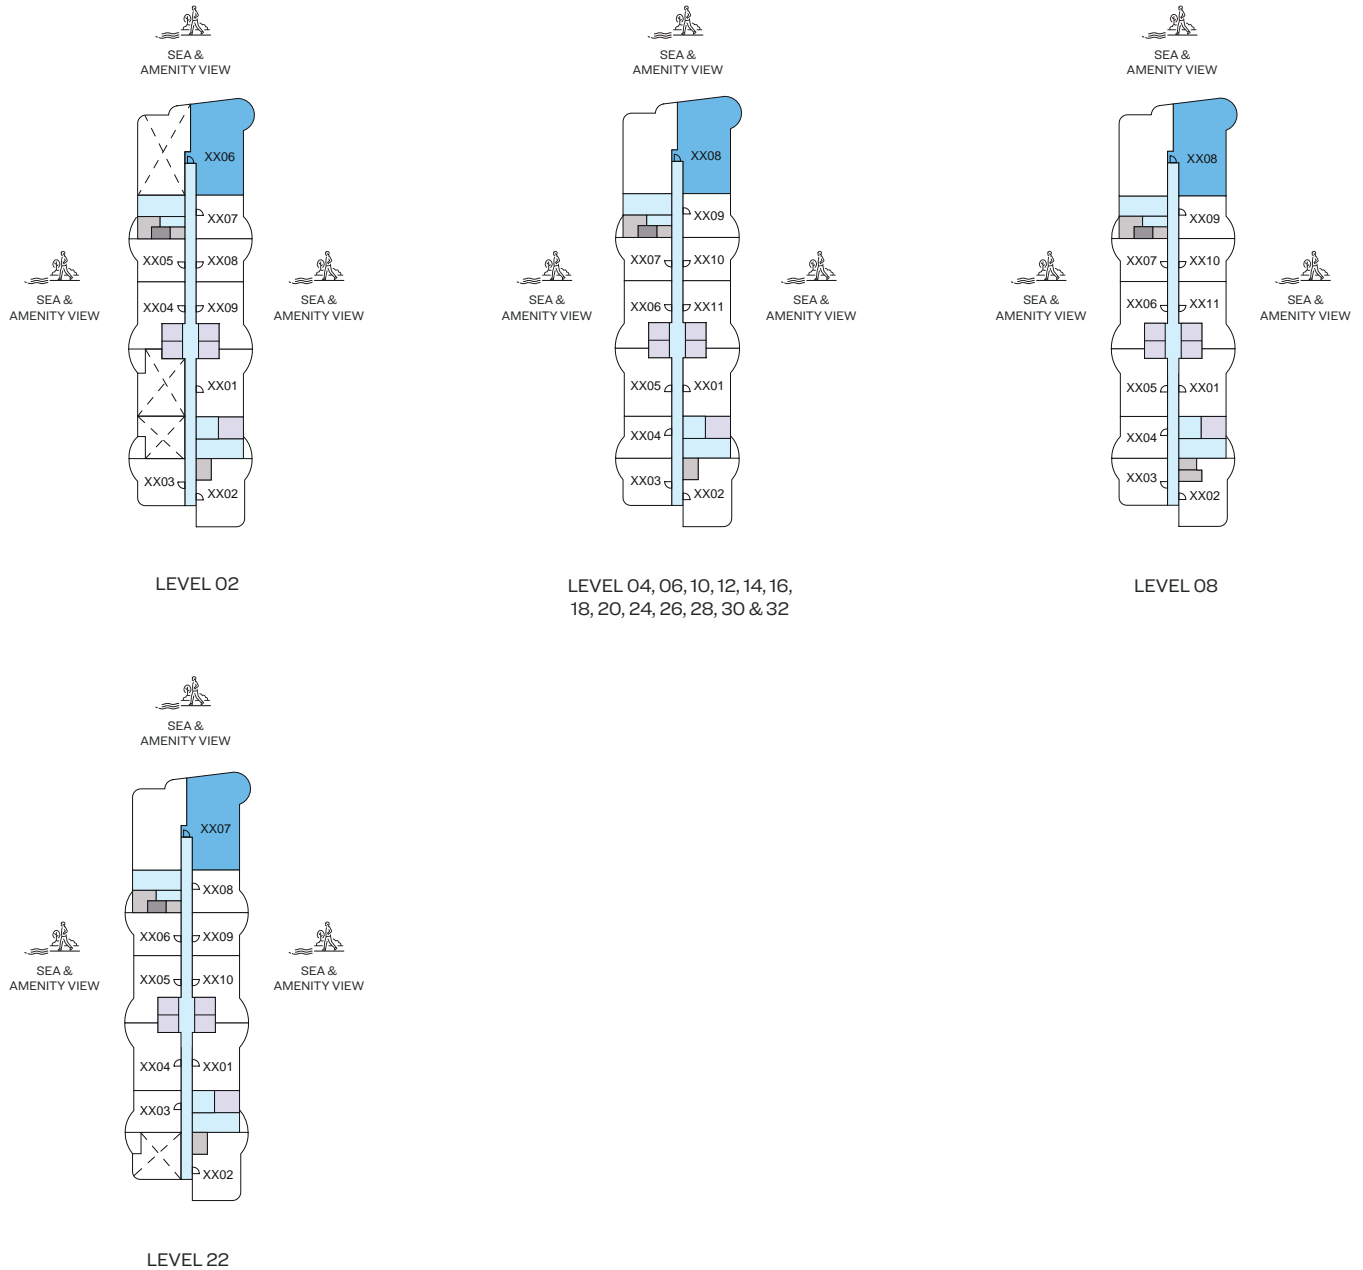 SEA &
AMENITY VIEW
XX06
XX07
XX05
XX08
SEA &
AMENITY VIEW
SEA &
AMENITY VIEW
XX04
XX09
XX01
XX03
XX02
LEVEL 02
SEA &
AMENITY VIEW
XX08
XX09
XX07
XX10
SEA &
AMENITY VIEW
SEA &
AMENITY VIEW
XX06
XX11
XX05
XX01
XX04
XX03
XX02
LEVEL 04, 06, 10, 12, 14, 16,
18, 20, 24, 26, 28, 30 & 32
SEA &
AMENITY VIEW
XX08
XX09
XX07
XX10
SEA &
AMENITY VIEW
SEA &
AMENITY VIEW
XX06
XX11
XX05
XX01
XX04
XX03
XX02
LEVEL 08
SEA &
AMENITY VIEW
XX07
XX08
XX06
XX09
SEA &
AMENITY VIEW
SEA &
AMENITY VIEW
XX05
XX10
XX04
XX01
XX03
XX02
LEVEL 22